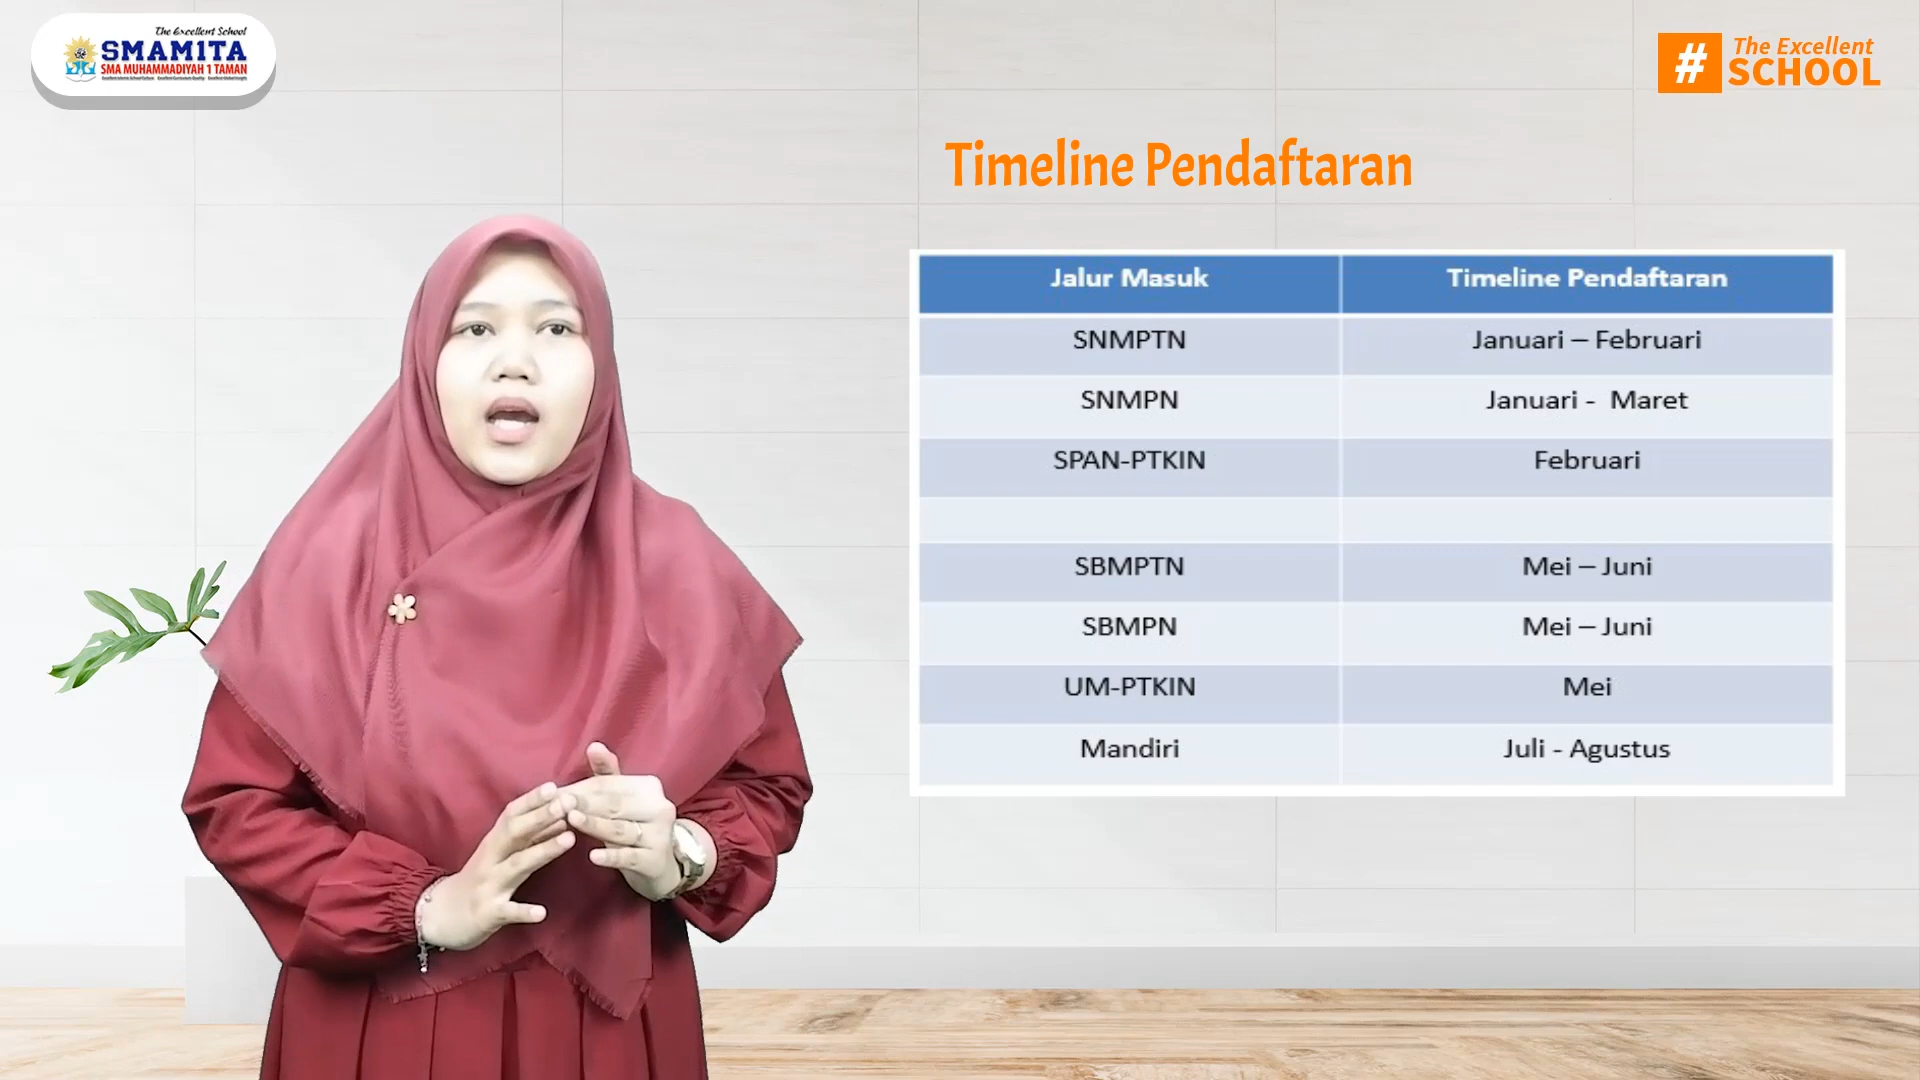 The Excellent School
SMAM1TA
SMA MUHAMMADIYAH 1 TAMAN
# The Excellent
SCHOOL
Timeline Pendaftaran
Jalur Masuk Timeline Pendaftaran
SNMPTN Januari – Februari
SNMPN Januari - Maret
SPAN-PTKIN Februari
SBMPTN Mei – Juni
SBMPN Mei – Juni
UM-PTKIN Mei
Mandiri Juli - Agustus